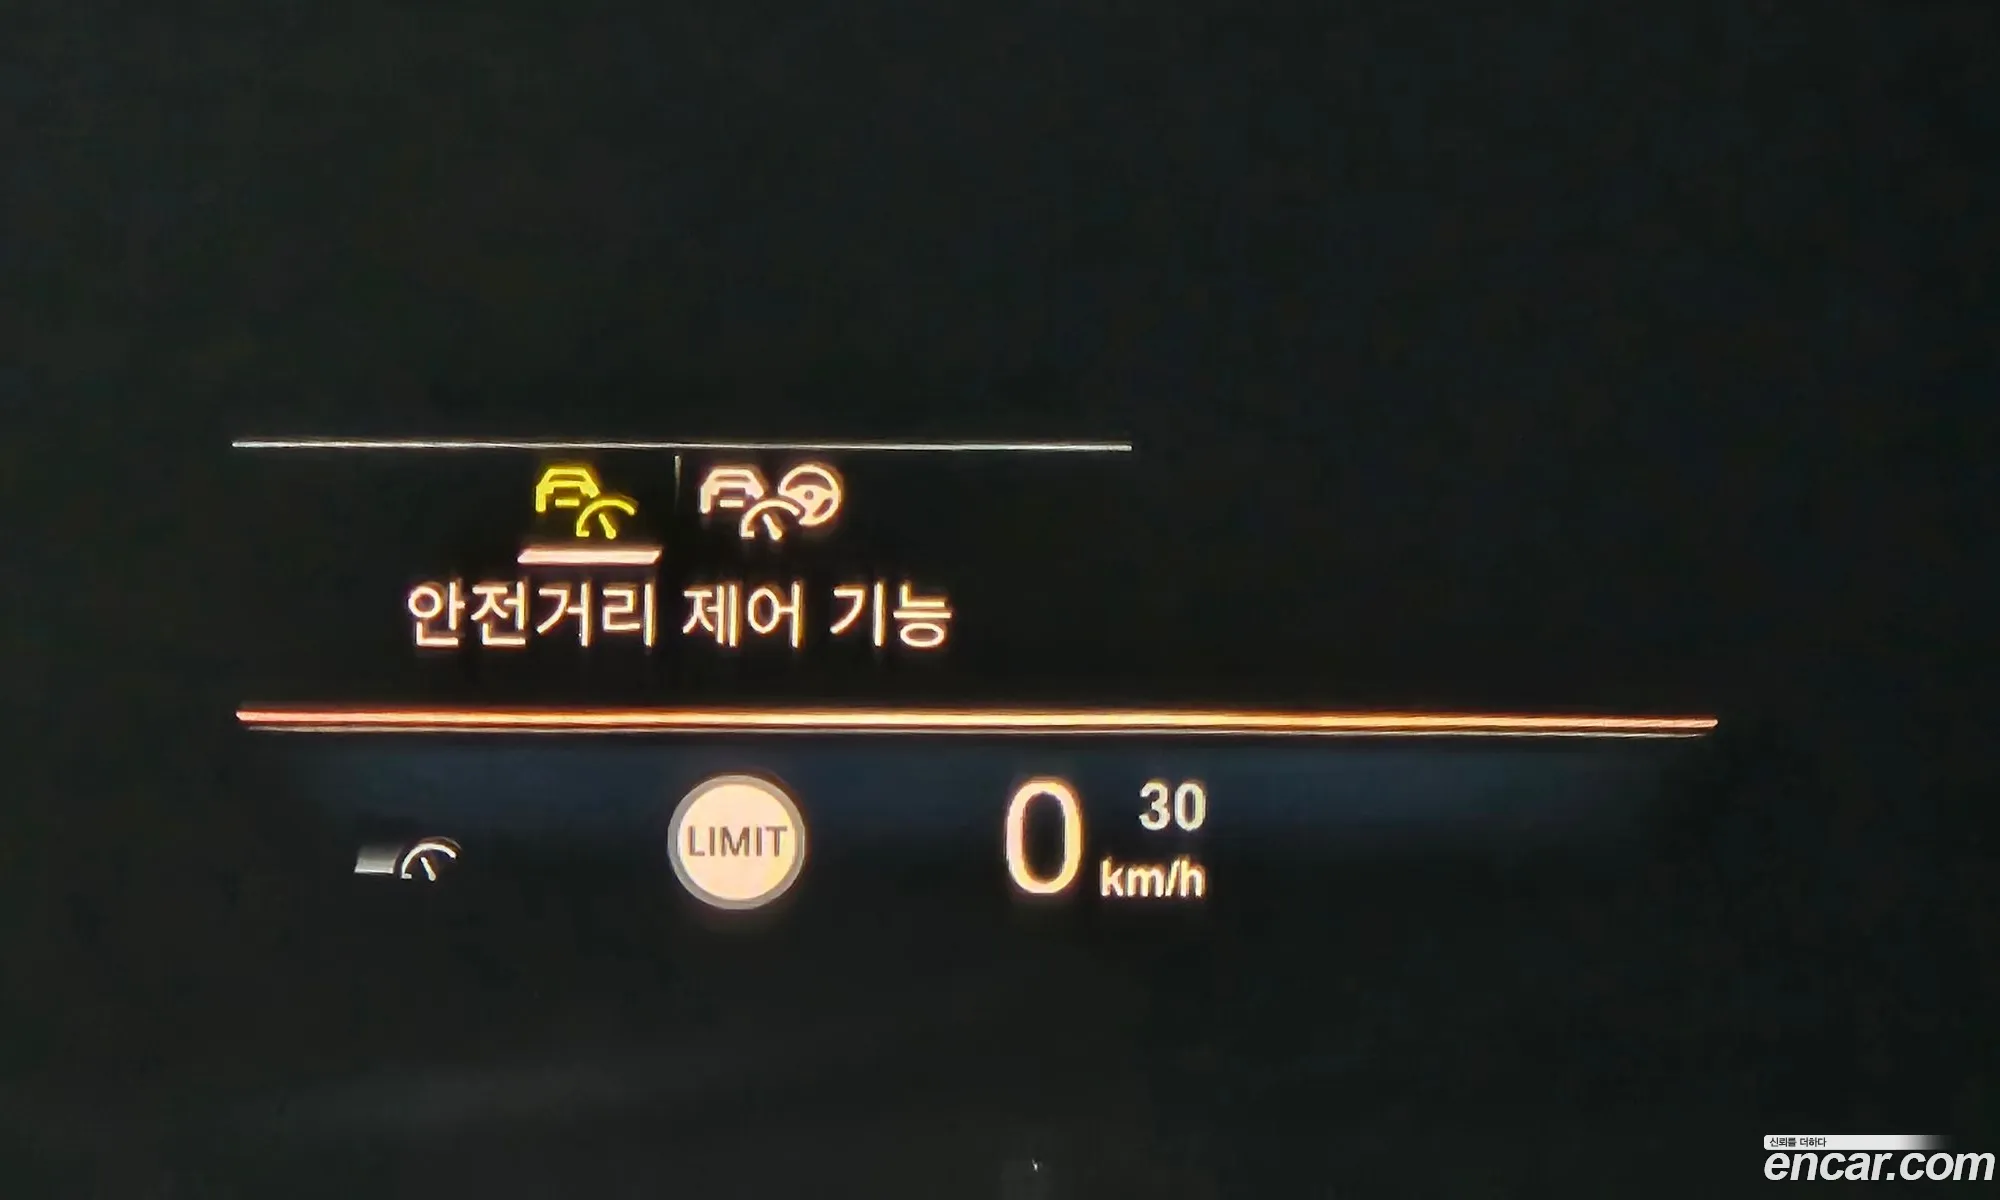 안전거리 제어 기능
LIMIT
0
30
km/h
신뢰를 더하다
encar.com